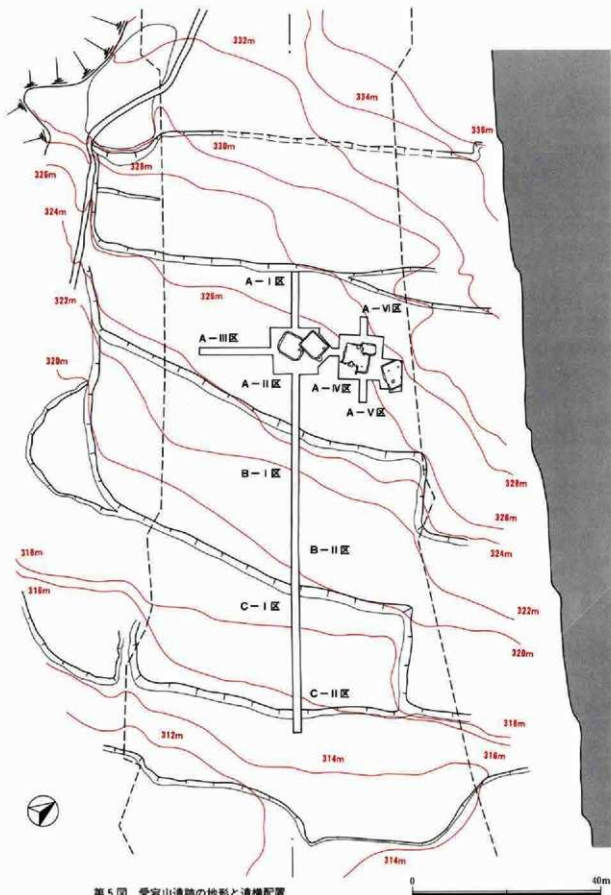 332m
334m
336m
330m
328m
326m
324m
A-Ⅰ区
A-Ⅵ区
326m
322m
A-Ⅲ区
320m
A-Ⅱ区
A-Ⅳ区
A-Ⅴ区
B-Ⅰ区
328m
326m
324m
B-Ⅱ区
318m
322m
316m
C-Ⅰ区
320m
C-Ⅱ区
318m
312m
314m
316m
314m
第5図 愛宕山遺跡の地形と遺構配置
0 40m